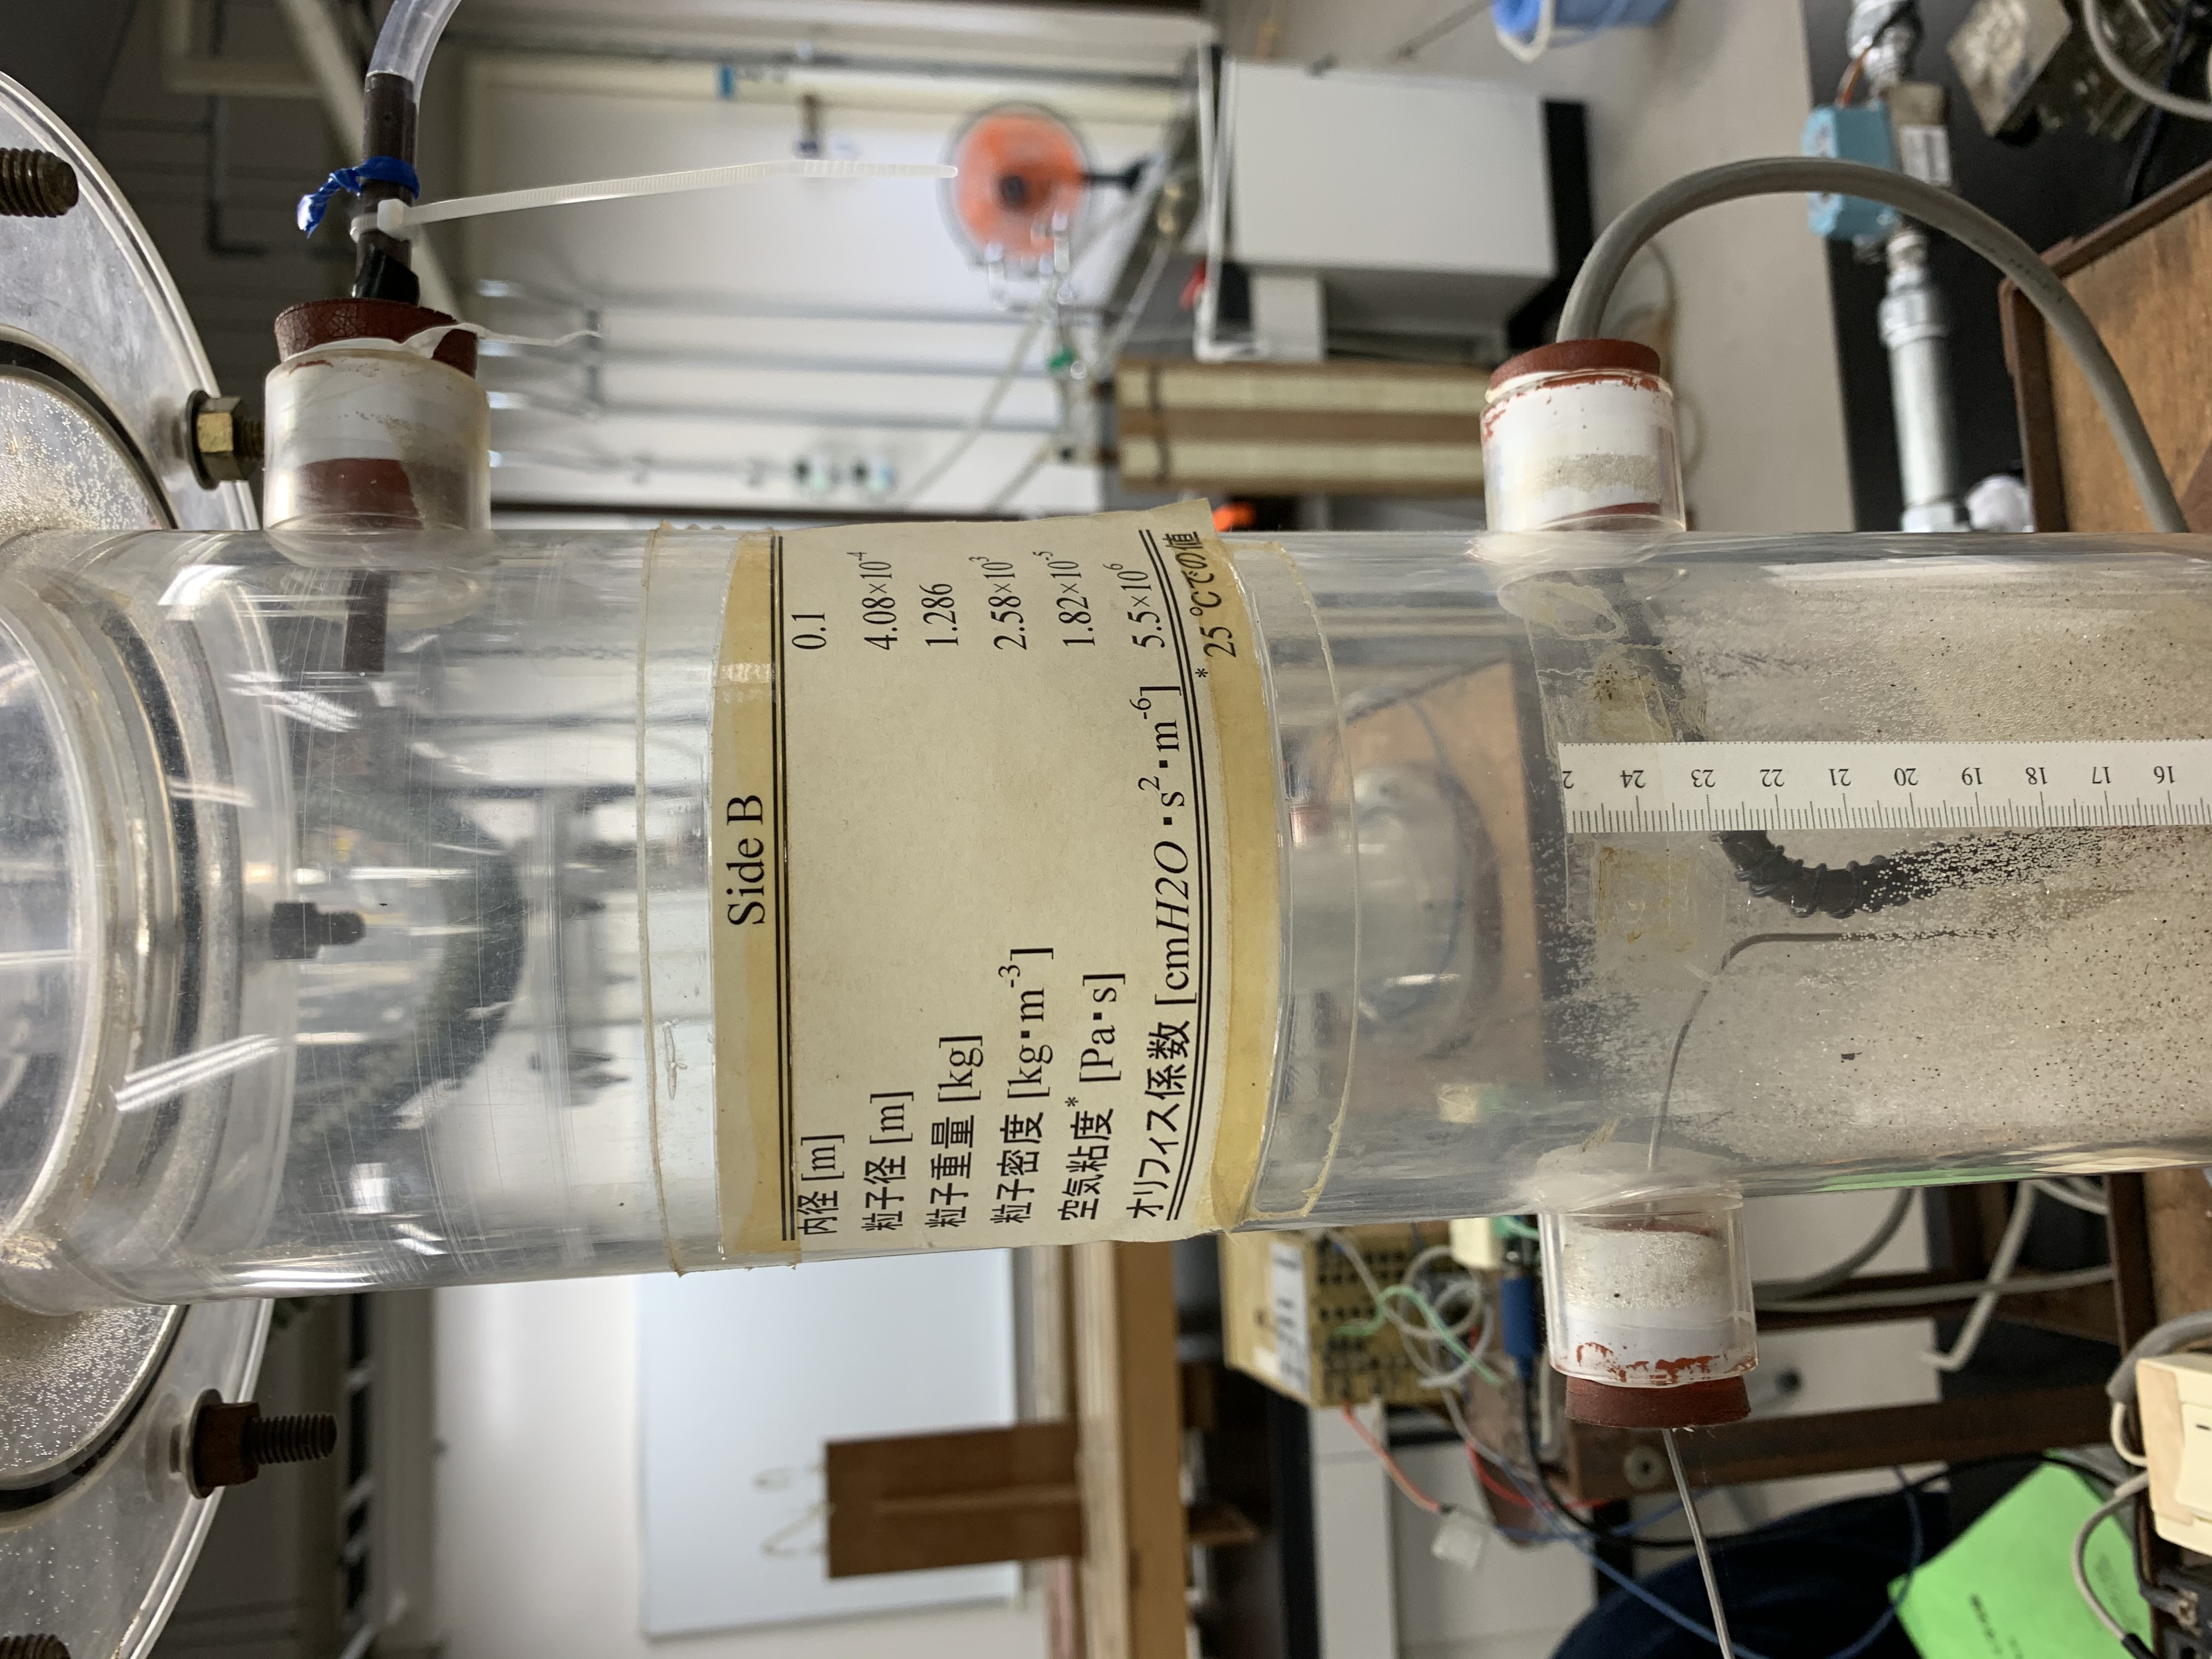 Side B
内径 [m] 0.1
粒子径 [m] 4.08×10⁻⁴
粒子重量 [kg] 1.286
粒子密度 [kg・m⁻³] 2.58×10³
空気粘度* [Pa・s] 1.82×10⁻⁵
オリフィス係数 [cmH2O・s²・m⁻⁶] 5.5×10⁶
* 25 ℃での値
2
24
23
22
21
20
19
18
17
16